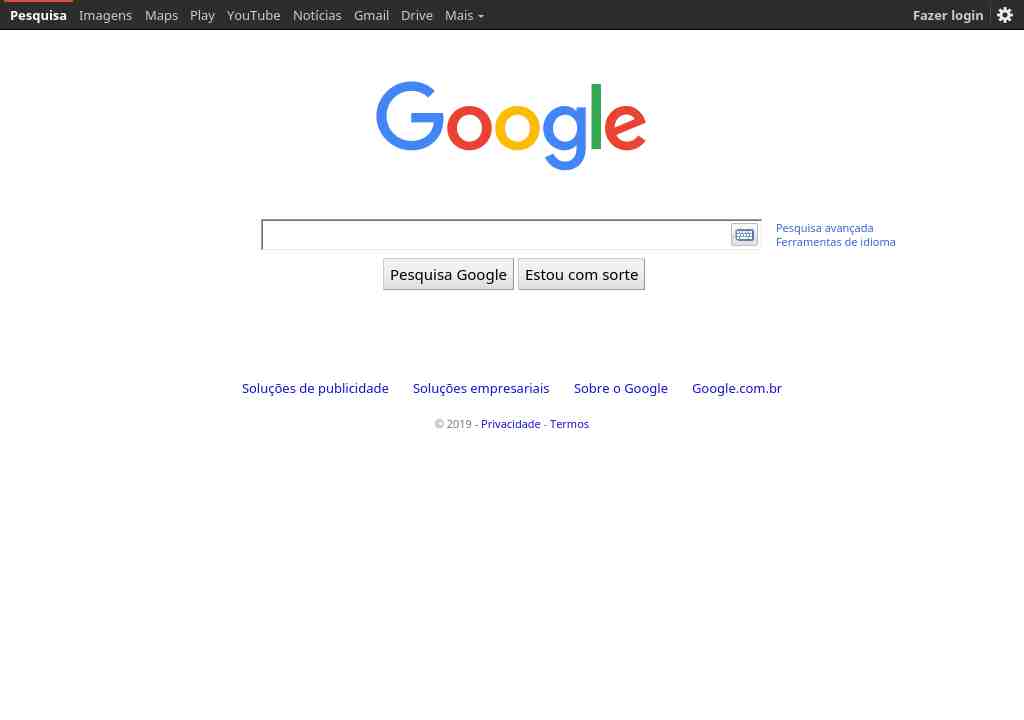 Pesquisa Imagens Maps Play YouTube Notícias Gmail Drive Mais Fazer login
Google
Pesquisa avançada
Ferramentas de idioma
Pesquisa Google Estou com sorte
Soluções de publicidade Soluções empresariais Sobre o Google Google.com.br
© 2019 - Privacidade - Termos